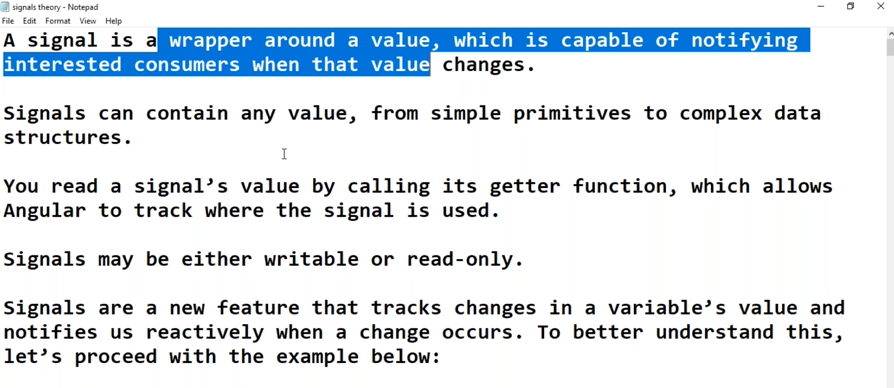 signals theory - Notepad
File Edit Format View Help
A signal is a wrapper around a value, which is capable of notifying
interested consumers when that value changes.
Signals can contain any value, from simple primitives to complex data
structures.
You read a signal’s value by calling its getter function, which allows
Angular to track where the signal is used.
Signals may be either writable or read-only.
Signals are a new feature that tracks changes in a variable’s value and
notifies us reactively when a change occurs. To better understand this,
let’s proceed with the example below: